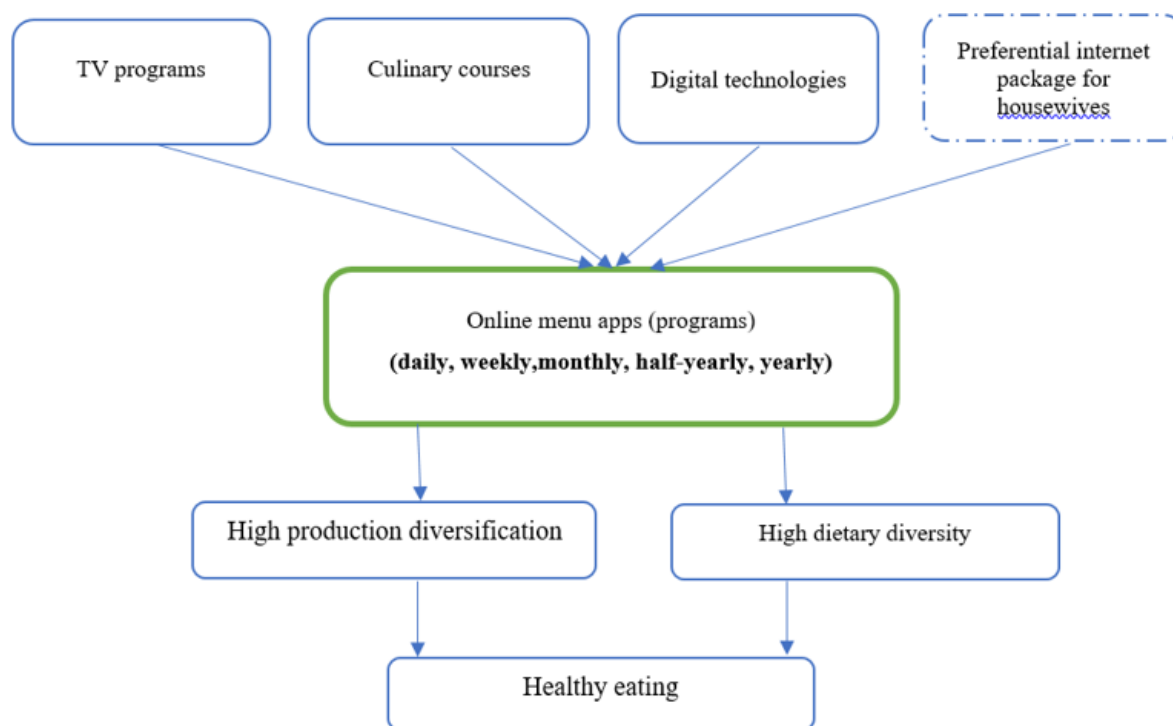 TV programs
Culinary courses
Digital technologies
Preferential internet
package for
housewives
Online menu apps (programs)
(daily, weekly,monthly, half-yearly, yearly)
High production diversification
High dietary diversity
Healthy eating